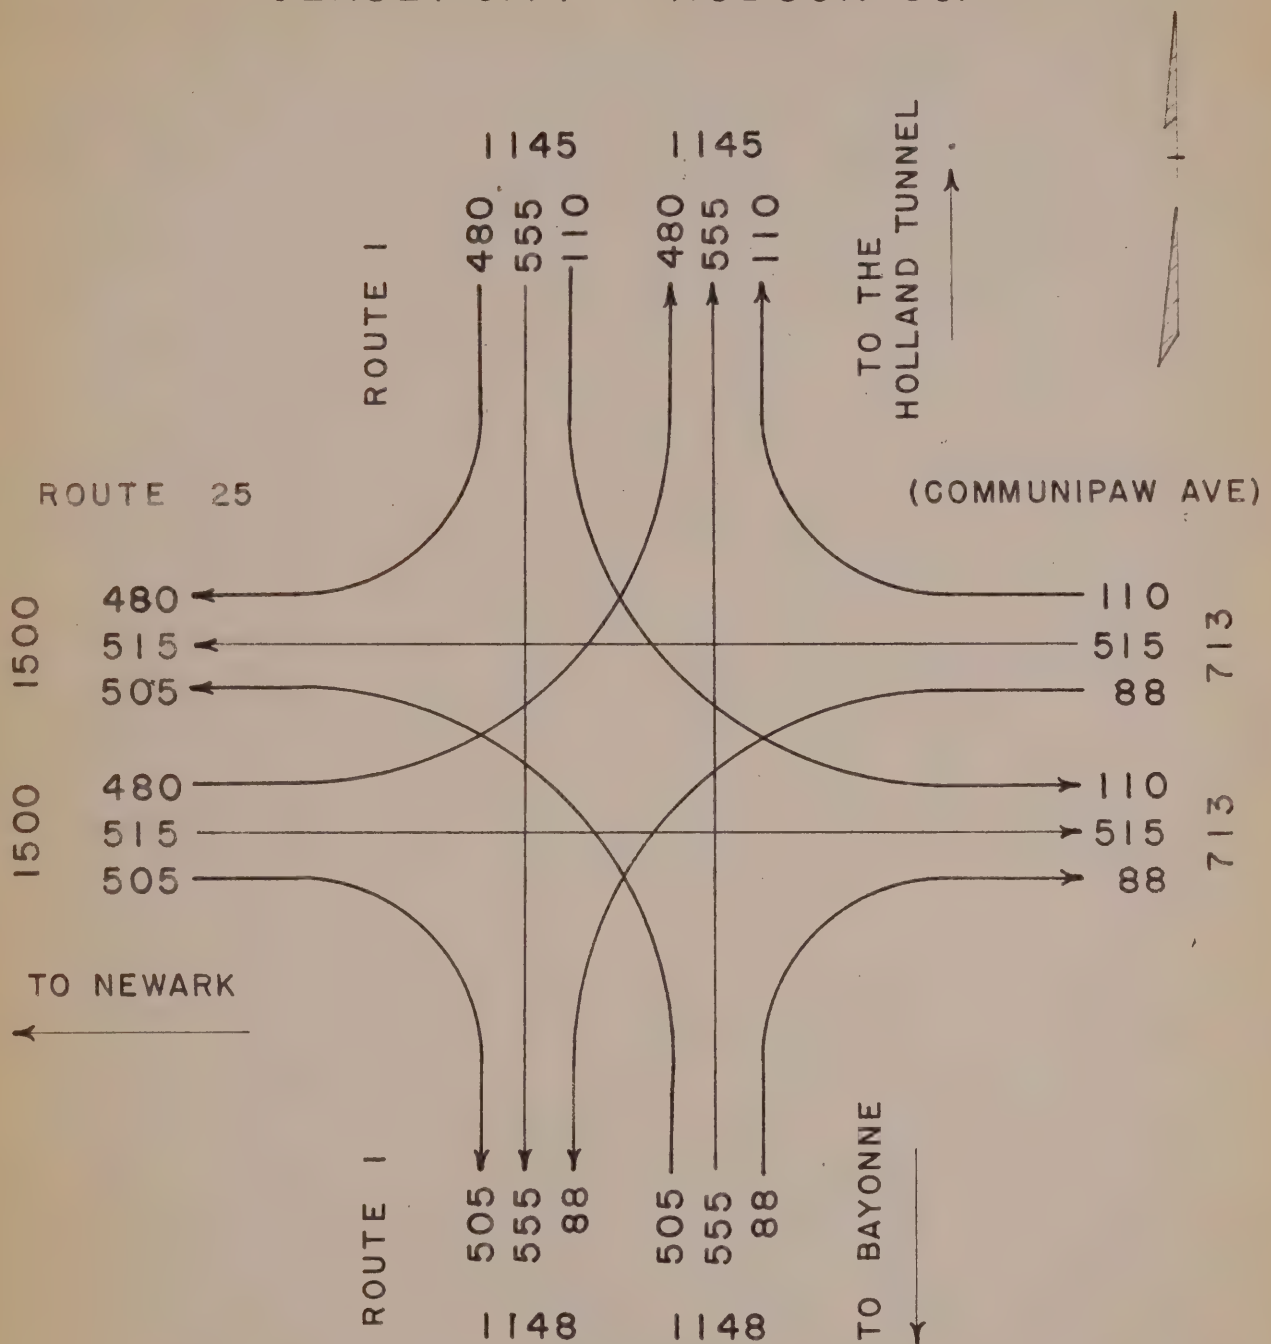 1145 1145
480 555 110 480 555 110
ROUTE 1
TO THE
HOLLAND TUNNEL
ROUTE 25
(COMMUNIPAW AVE)
1500
480
515
505
110
515
88
713
1500
480
515
505
110
515
88
713
TO NEWARK
ROUTE 1
505 555 88 505 555 88
TO BAYONNE
1148 1148